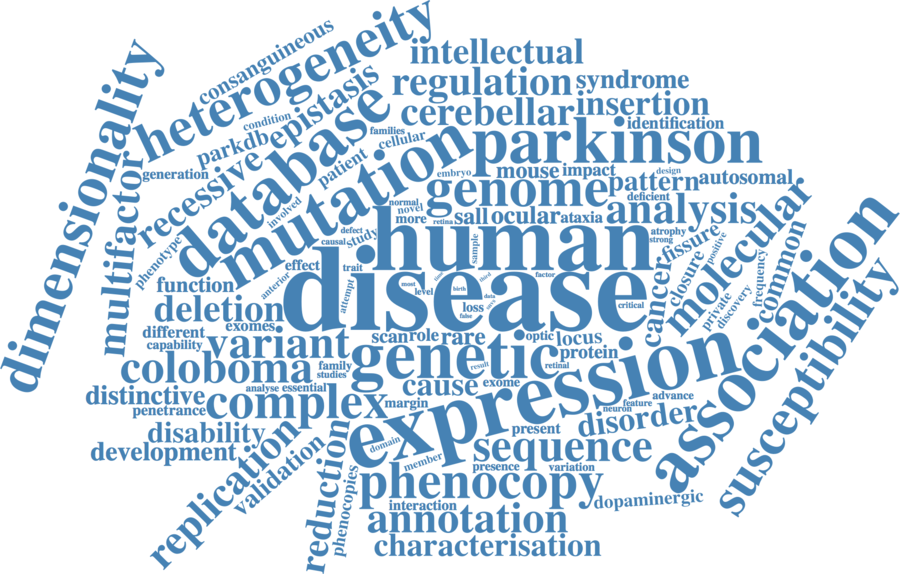 consanguineous
heterogeneity
intellectual
dimensionality
regulation
syndrome
condition
parkdb
epistasis
cerebellar
insertion
families
cellular
identification
database
mutation
parkinson
generation
recessive
patient
mouse
impact
design
multifactor
embryo
genome
pattern
autosomal
deficient
involved
normal
novel
more
retina
sall
ocular
ataxia
analysis
molecular
phenotype
defect
causal
study
human
sample
atrophy
strong
fissure
positive
function
anterior
effect
trait
attempt
disease
most
level
time
birth
third
data
loss
false
factor
critical
cancer
closure
private
discovery
frequency
common
association
susceptibility
deletion
different
capability
exomes
variant
scan
role
rare
optic
locus
protein
coloboma
family
studies
genetic
result
retinal
distinctive
analyse
essential
cause
exome
expression
penetrance
complex
margin
neuron
feature
advance
disability
present
disorder
development
replication
validation
reduction
domain
member
sequence
presence
variation
phenocopies
phenocopy
dopaminergic
interaction
annotation
characterisation